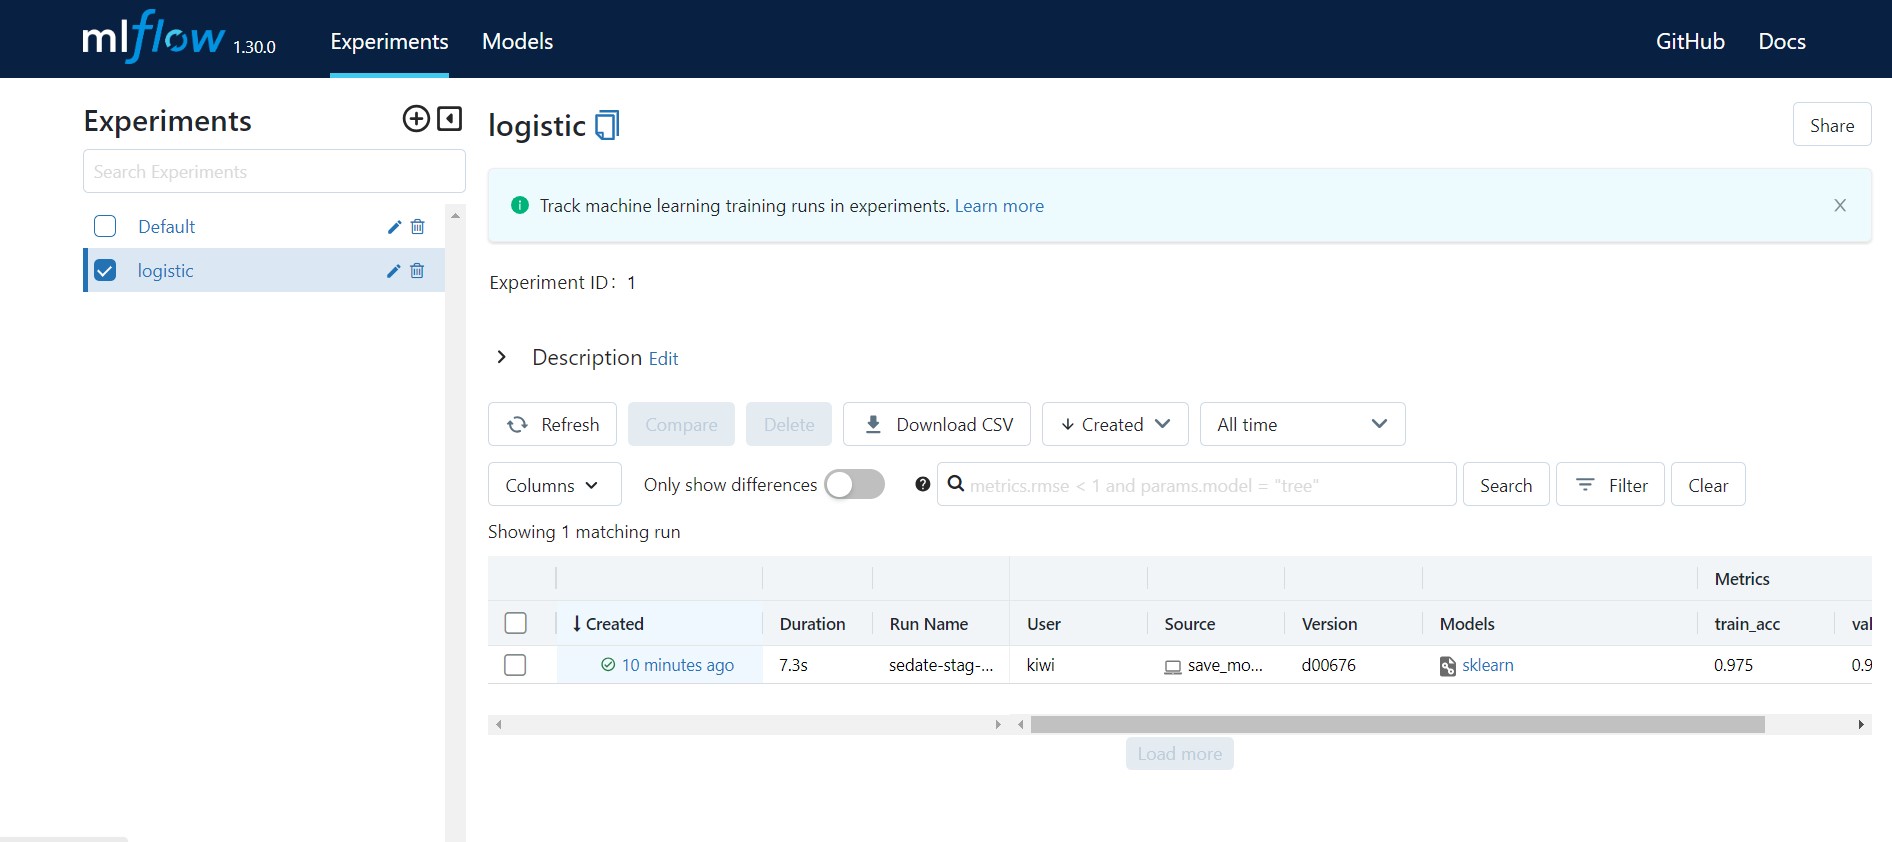 mlflow 1.30.0 Experiments Models GitHub Docs
Experiments
Search Experiments
Default
logistic
logistic
Share
Track machine learning training runs in experiments. Learn more
Experiment ID: 1
Description Edit
Refresh Compare Delete Download CSV Created All time
Columns Only show differences metrics.rmse < 1 and params.model = "tree" Search Filter Clear
Showing 1 matching run
Metrics
Created Duration Run Name User Source Version Models train_acc val
10 minutes ago 7.3s sedate-stag-... kiwi save_mo... d00676 sklearn 0.975 0.9
Load more